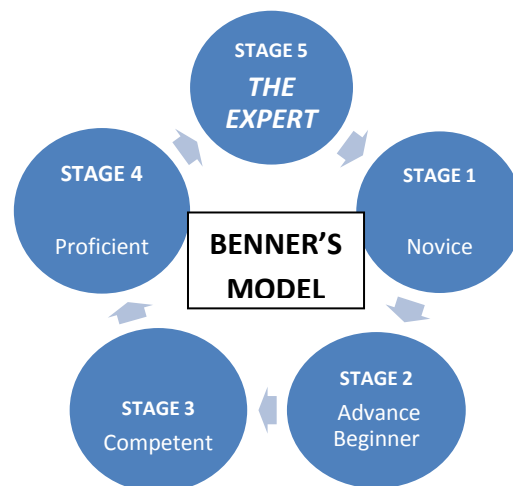 STAGE 5
THE
EXPERT
STAGE 4
Proficient
STAGE 1
Novice
BENNER’S
MODEL
STAGE 3
Competent
STAGE 2
Advance
Beginner